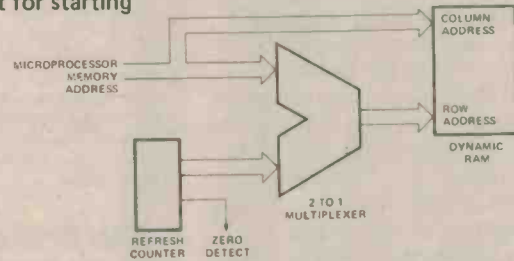 t for starting
COLUMN
ADDRESS
MICROPROCESSOR
MEMORY
ADDRESS
ROW
ADDRESS
DYNAMIC
RAM
2 TO 1
MULTIPLEXER
REFRESH
COUNTER
ZERO
DETECT